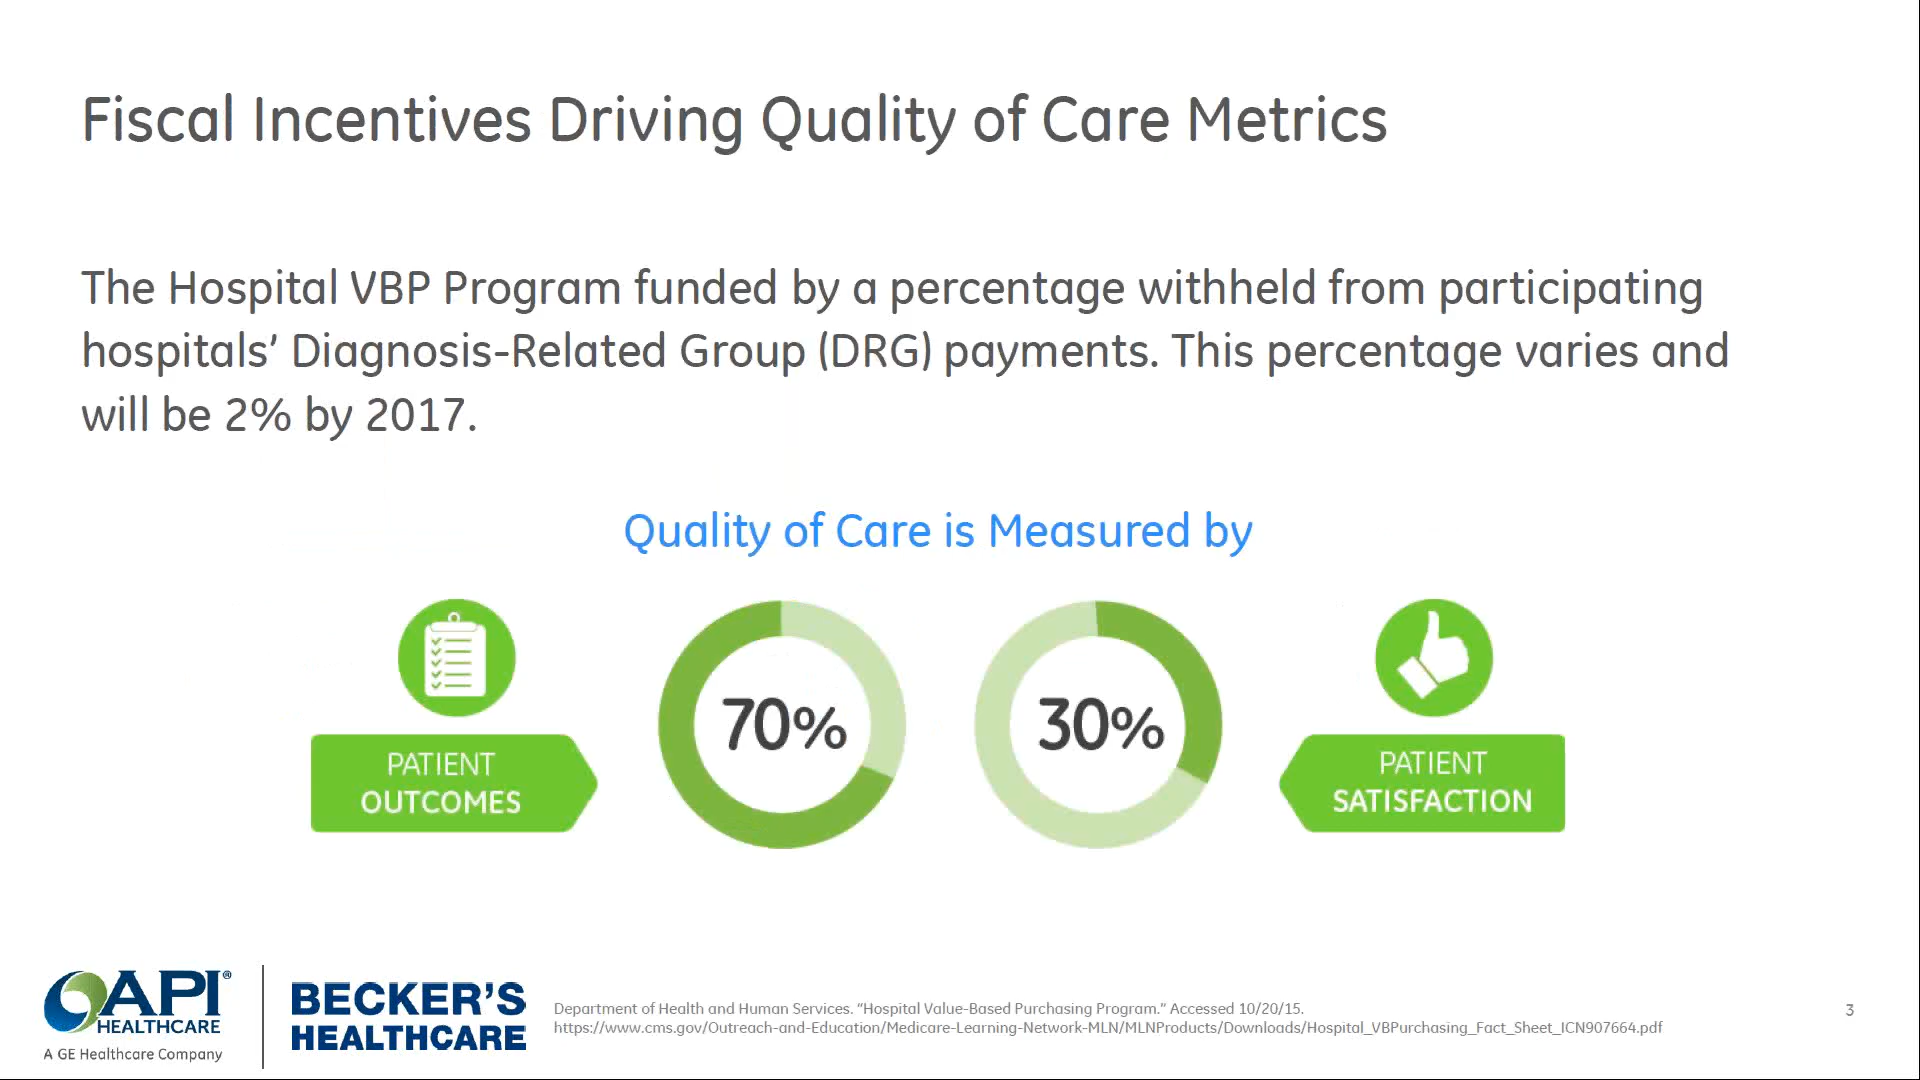 Fiscal Incentives Driving Quality of Care Metrics
The Hospital VBP Program funded by a percentage withheld from participating
hospitals’ Diagnosis-Related Group (DRG) payments. This percentage varies and
will be 2% by 2017.
Quality of Care is Measured by
PATIENT
OUTCOMES
70%
30%
PATIENT
SATISFACTION
API®
HEALTHCARE
A GE Healthcare Company
BECKER’S
HEALTHCARE
Department of Health and Human Services. “Hospital Value-Based Purchasing Program.” Accessed 10/20/15.
https://www.cms.gov/Outreach-and-Education/Medicare-Learning-Network-MLN/MLNProducts/Downloads/Hospital_VBPurchasing_Fact_Sheet_ICN907664.pdf
3